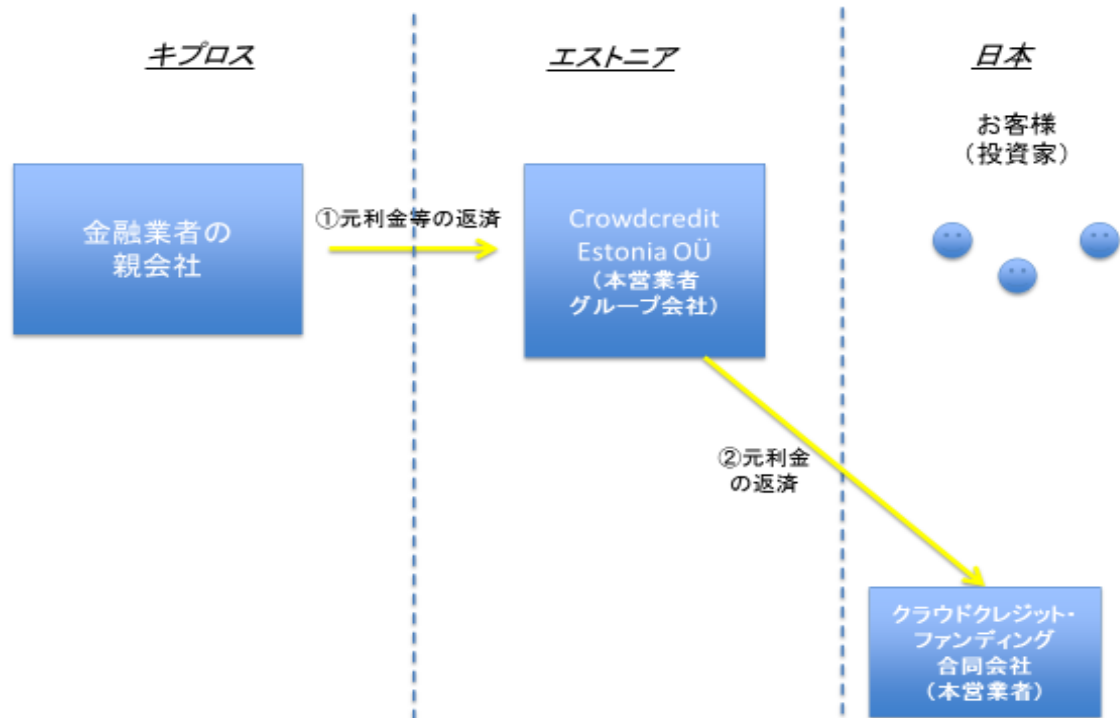 キプロス
エストニア
日本
お客様
（投資家）
金融業者の
親会社
①元利金等の返済
Crowdcredit
Estonia OÜ
（本営業者
グループ会社）
②元利金
の返済
クラウドクレジット・
ファンディング
合同会社
（本営業者）